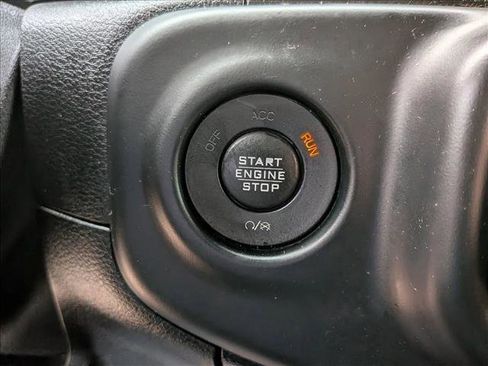 OFF
ACC
RUN
START
ENGINE
STOP